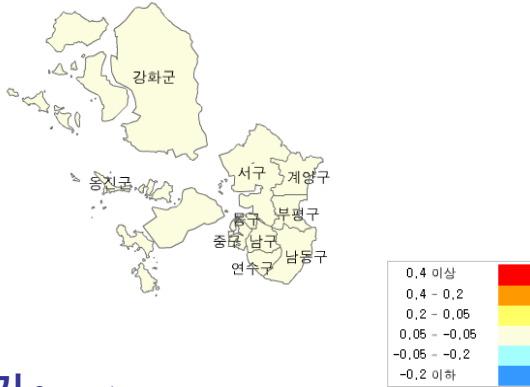 강화군
서구
계양구
옹진군
동구
부평구
중구
남구
남동구
연수구
0.4 이상
0.4 - 0.2
0.2 - 0.05
0.05 - -0.05
-0.05 - -0.2
-0.2 이하